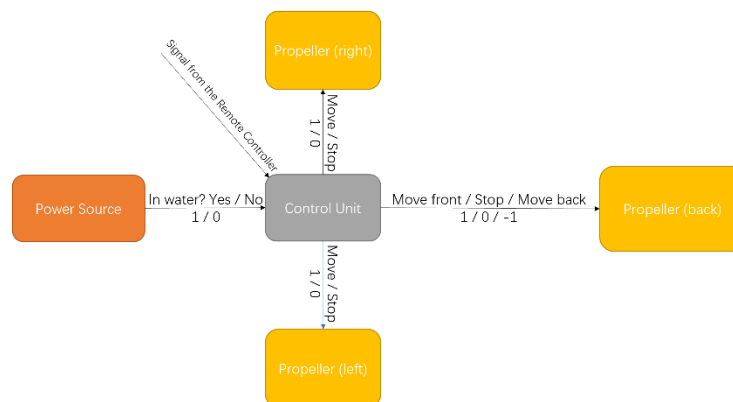 Propeller (right)
Signal from the Remote Controller
Move / Stop
1 / 0
Power Source
In water? Yes / No
1 / 0
Control Unit
Move front / Stop / Move back
1 / 0 / -1
Propeller (back)
Move / Stop
1 / 0
Propeller (left)